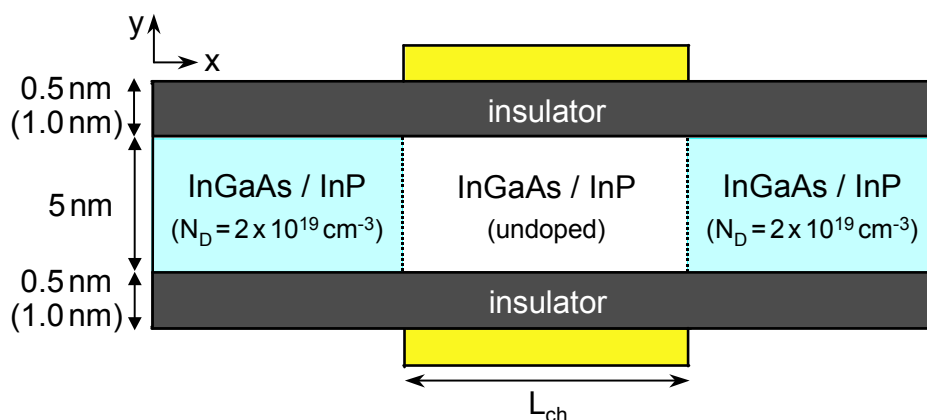 y
x
0.5 nm
(1.0 nm)
insulator
5 nm
InGaAs / InP
(N_D = 2 x 10^19 cm^-3)
InGaAs / InP
(undoped)
InGaAs / InP
(N_D = 2 x 10^19 cm^-3)
0.5 nm
(1.0 nm)
insulator
L_ch